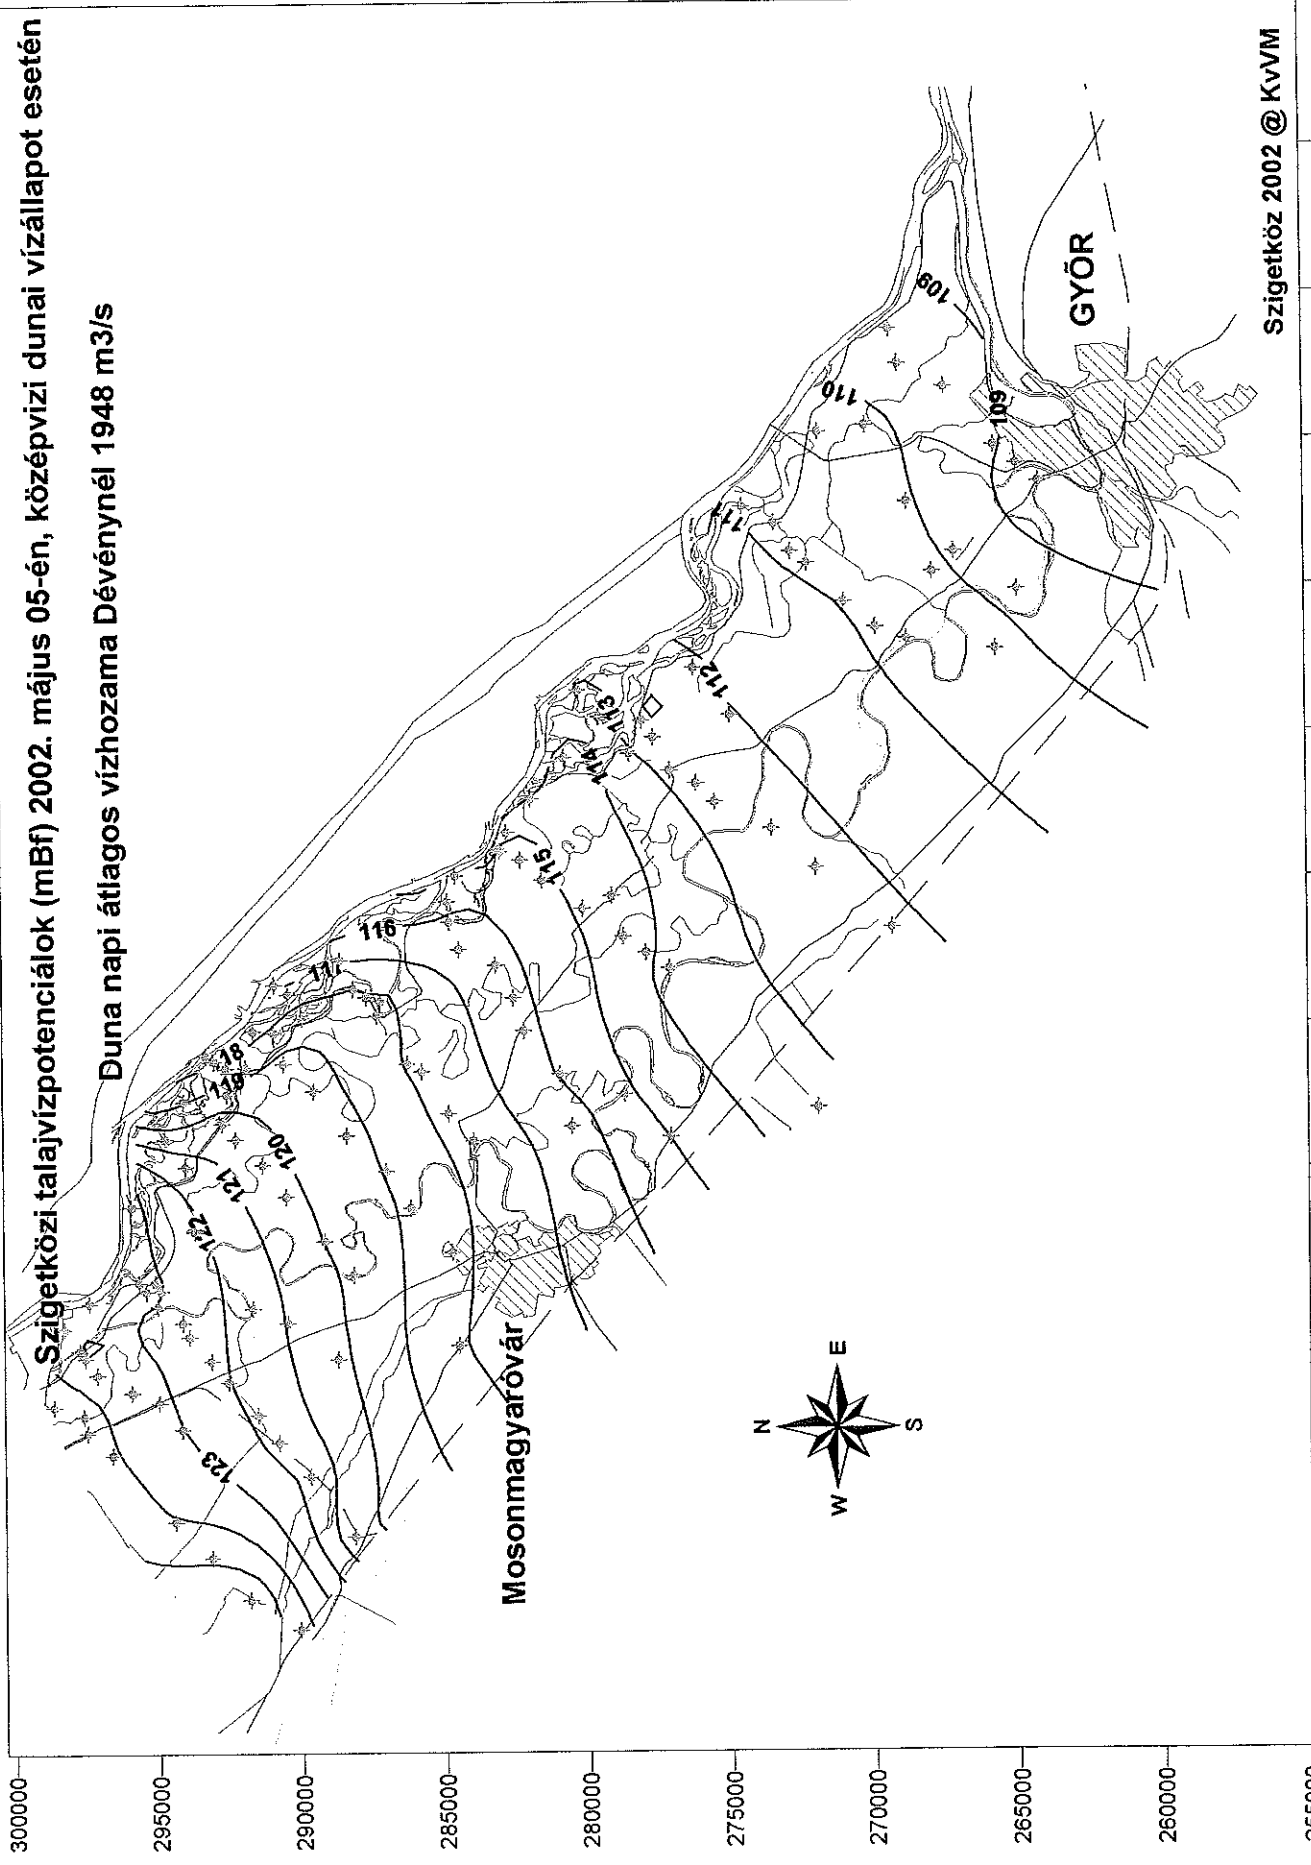 Szigetközi talajvízpotenciálok (mBf) 2002. május 05-én, középvizi dunai vízállapot esetén
Duna napi átlagos vízhozama Dévénynél 1948 m3/s
300000
295000
290000
285000
280000
275000
270000
265000
260000
123
122
121
120
119
18
117
116
115
114
113
112
111
110
109
109
Mosonmagyaróvár
GYŐR
N
W
E
S
Szigetköz 2002 @ KvVM